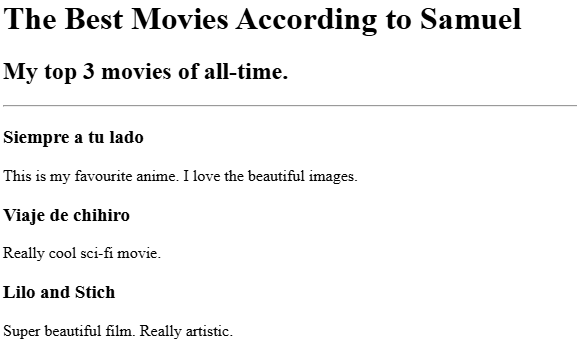 The Best Movies According to Samuel
My top 3 movies of all-time.
Siempre a tu lado
This is my favourite anime. I love the beautiful images.
Viaje de chihiro
Really cool sci-fi movie.
Lilo and Stich
Super beautiful film. Really artistic.